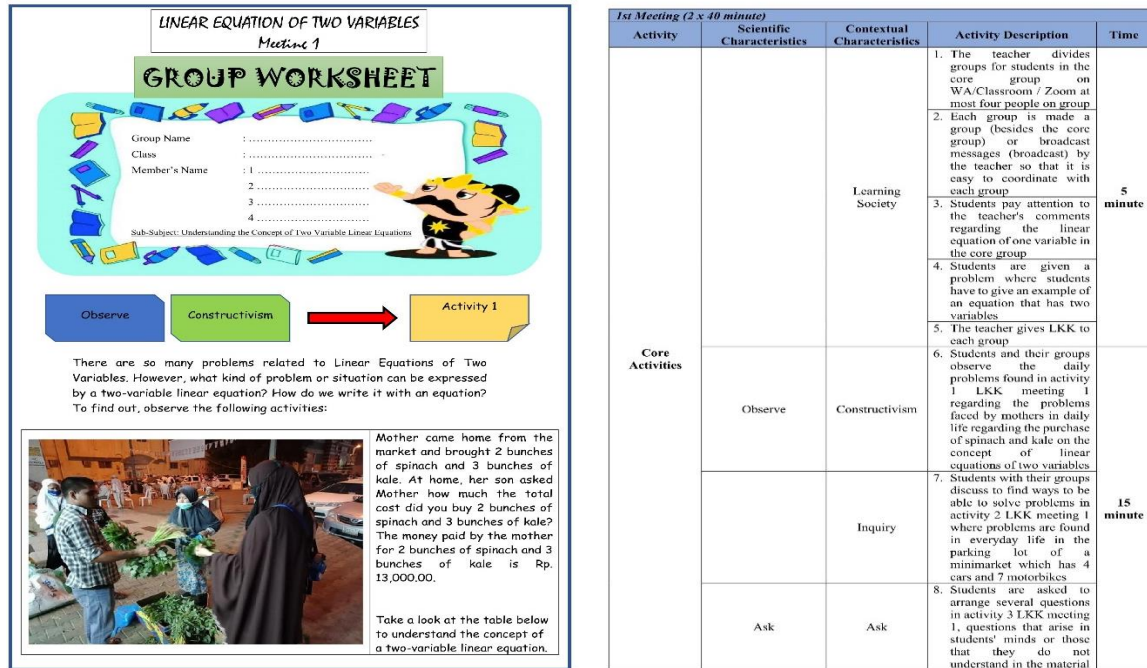 LINEAR EQUATION OF TWO VARIABLES
Meeting 1
GROUP WORKSHEET
Group Name : ..................................
Class : ..................................
Member's Name : 1 ..................................
2 ..................................
3 ..................................
4 ..................................
Sub-Subject: Understanding the Concept of Two Variable Linear Equations
Observe
Constructivism
Activity 1
There are so many problems related to Linear Equations of Two
Variables. However, what kind of problem or situation can be expressed
by a two-variable linear equation? How do we write it with an equation?
To find out, observe the following activities:
Mother came home from the
market and brought 2 bunches
of spinach and 3 bunches of
kale. At home, her son asked
Mother how much the total
cost did you buy 2 bunches of
spinach and 3 bunches of kale?
The money paid by the mother
for 2 bunches of spinach and 3
bunches of kale is Rp.
13,000.00.
Take a look at the table below
to understand the concept of
a two-variable linear equation.
1st Meeting (2 x 40 minute)
Activity
Scientific
Characteristics
Contextual
Characteristics
Activity Description
Time
Core
Activities
Learning
Society
1. The teacher divides
groups for students in the
core group on
WA/Classroom / Zoom at
most four people on group
2. Each group is made a
group (besides the core
group) or broadcast
messages (broadcast) by
the teacher so that it is
easy to coordinate with
each group
3. Students pay attention to
the teacher's comments
regarding the linear
equation of one variable in
the core group
4. Students are given a
problem where students
have to give an example of
an equation that has two
variables
5. The teacher gives LKK to
each group
5
minute
Observe
Constructivism
6. Students and their groups
observe the daily
problems found in activity
1 LKK meeting 1
regarding the problems
faced by mothers in daily
life regarding the purchase
of spinach and kale on the
concept of linear
equations of two variables
Inquiry
7. Students with their groups
discuss to find ways to be
able to solve problems in
activity 2 LKK meeting 1
where problems are found
in everyday life in the
parking lot of a
minimarket which has 4
cars and 7 motorbikes
15
minute
Ask
Ask
8. Students are asked to
arrange several questions
in activity 3 LKK meeting
1, questions that arise in
students' minds or those
that they do not
understand in the material